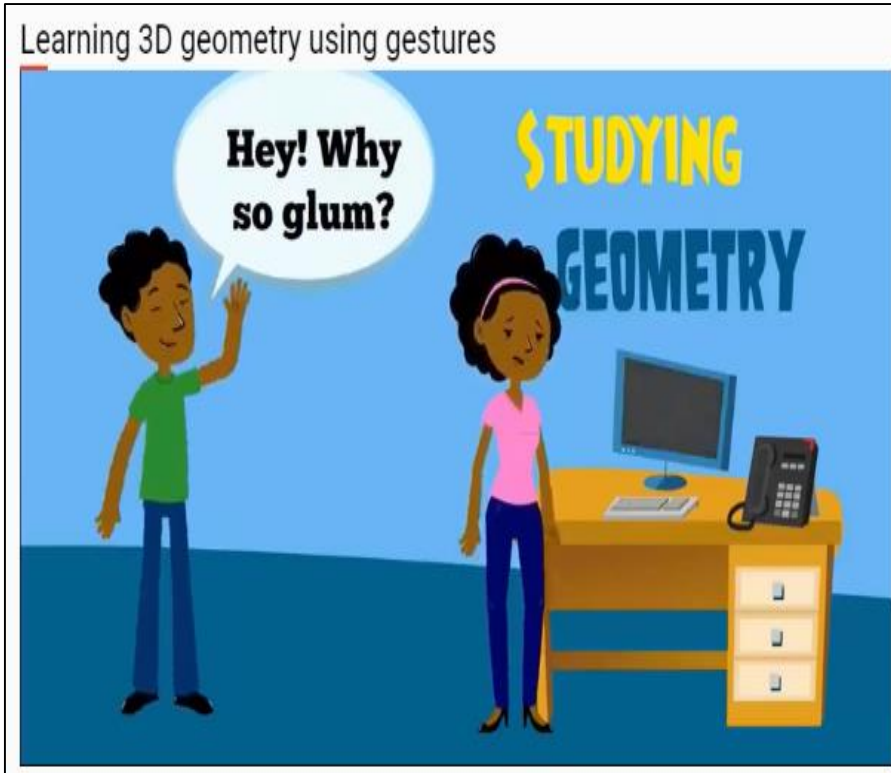 Learning 3D geometry using gestures
Hey! Why
so glum?
STUDYING
GEOMETRY